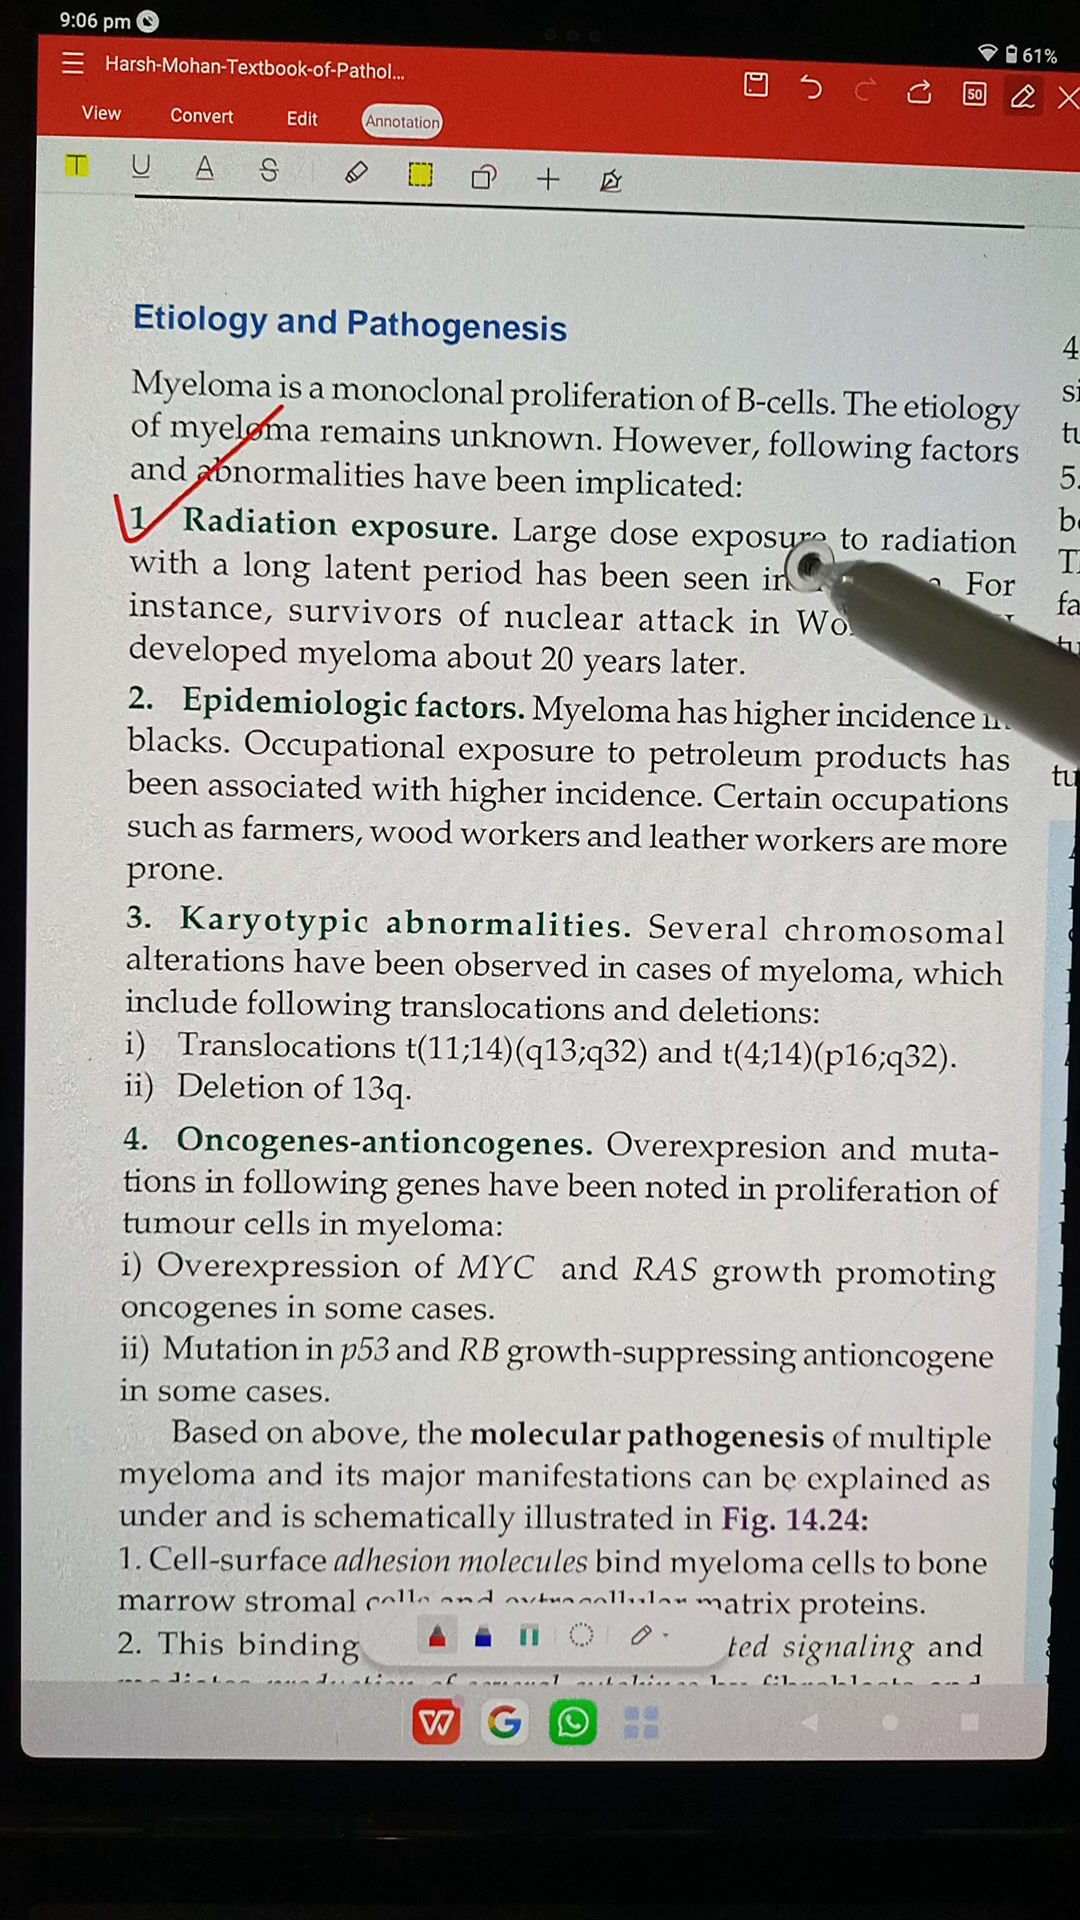 9:06 pm
61%
Harsh-Mohan-Textbook-of-Pathol...
50
View Convert Edit Annotation
T U A S
Etiology and Pathogenesis
Myeloma is a monoclonal proliferation of B-cells. The etiology
of myeloma remains unknown. However, following factors
and abnormalities have been implicated:
1 Radiation exposure. Large dose exposure to radiation
with a long latent period has been seen in For
instance, survivors of nuclear attack in
developed myeloma about 20 years later.
2. Epidemiologic factors. Myeloma has higher incidence in
blacks. Occupational exposure to petroleum products has
been associated with higher incidence. Certain occupations
such as farmers, wood workers and leather workers are more
prone.
3. Karyotypic abnormalities. Several chromosomal
alterations have been observed in cases of myeloma, which
include following translocations and deletions:
i) Translocations t(11;14)(q13;q32) and t(4;14)(p16;q32).
ii) Deletion of 13q.
4. Oncogenes-antioncogenes. Overexpresion and muta-
tions in following genes have been noted in proliferation of
tumour cells in myeloma:
i) Overexpression of MYC and RAS growth promoting
oncogenes in some cases.
ii) Mutation in p53 and RB growth-suppressing antioncogene
in some cases.
Based on above, the molecular pathogenesis of multiple
myeloma and its major manifestations can be explained as
under and is schematically illustrated in Fig. 14.24:
1. Cell-surface adhesion molecules bind myeloma cells to bone
marrow stromal cells and extracellular matrix proteins.
2. This binding ted signaling and
4
si
tu
5.
be
fa
tu